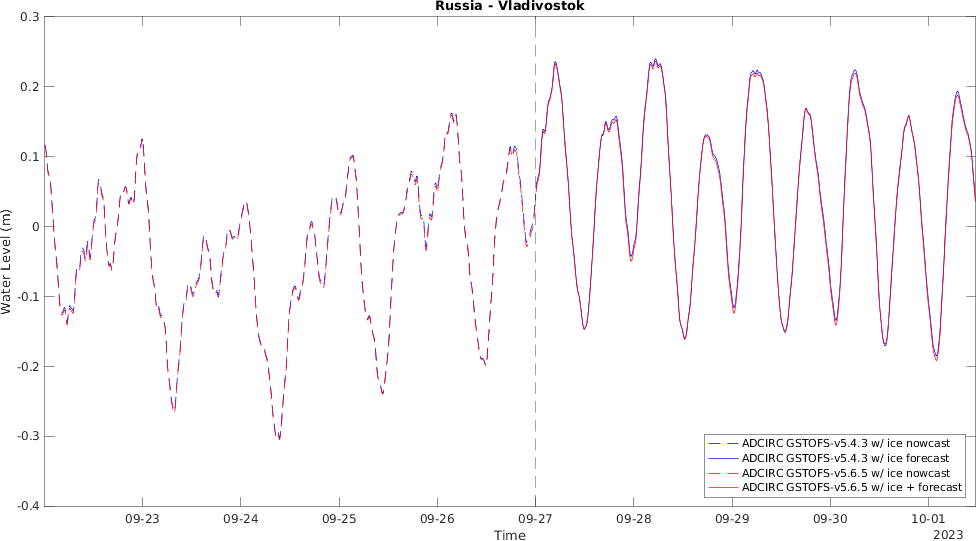 Russia - Vladivostok
0.3
0.2
0.1
0
-0.1
-0.2
-0.3
-0.4
Water Level (m)
09-23 09-24 09-25 09-26 09-27 09-28 09-29 09-30 10-01
Time
2023
ADCIRC GSTOFS-v5.4.3 w/ ice nowcast
ADCIRC GSTOFS-v5.4.3 w/ ice forecast
ADCIRC GSTOFS-v5.6.5 w/ ice nowcast
ADCIRC GSTOFS-v5.6.5 w/ ice + forecast